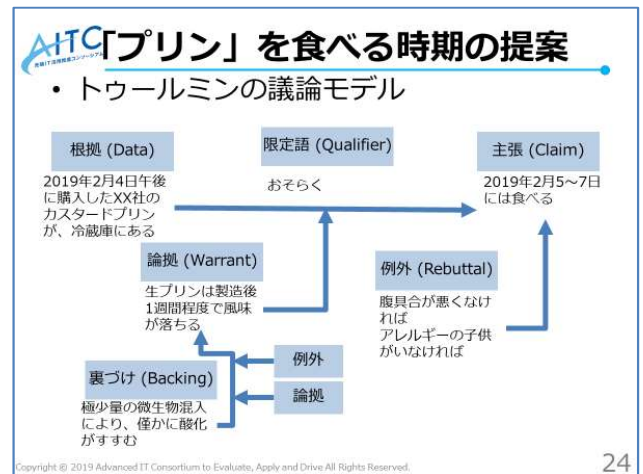 AITC
「プリン」を食べる時期の提案
• トゥールミンの議論モデル
根拠 (Data)
限定語 (Qualifier)
主張 (Claim)
2019年2月4日午後
に購入したXX社の
カスタードプリン
が、冷蔵庫にある
おそらく
2019年2月5~7日
には食べる
論拠 (Warrant)
例外 (Rebuttal)
生プリンは製造後
1週間程度で風味
が落ちる
腹具合が悪くなけ
れば
アレルギーの子供
がいなければ
例外
裏づけ (Backing)
論拠
極少量の微生物混入
により、僅かに酸化
がすすむ
Copyright © 2019 Advanced IT Consortium to Evaluate, Apply and Drive All Rights Reserved.
24